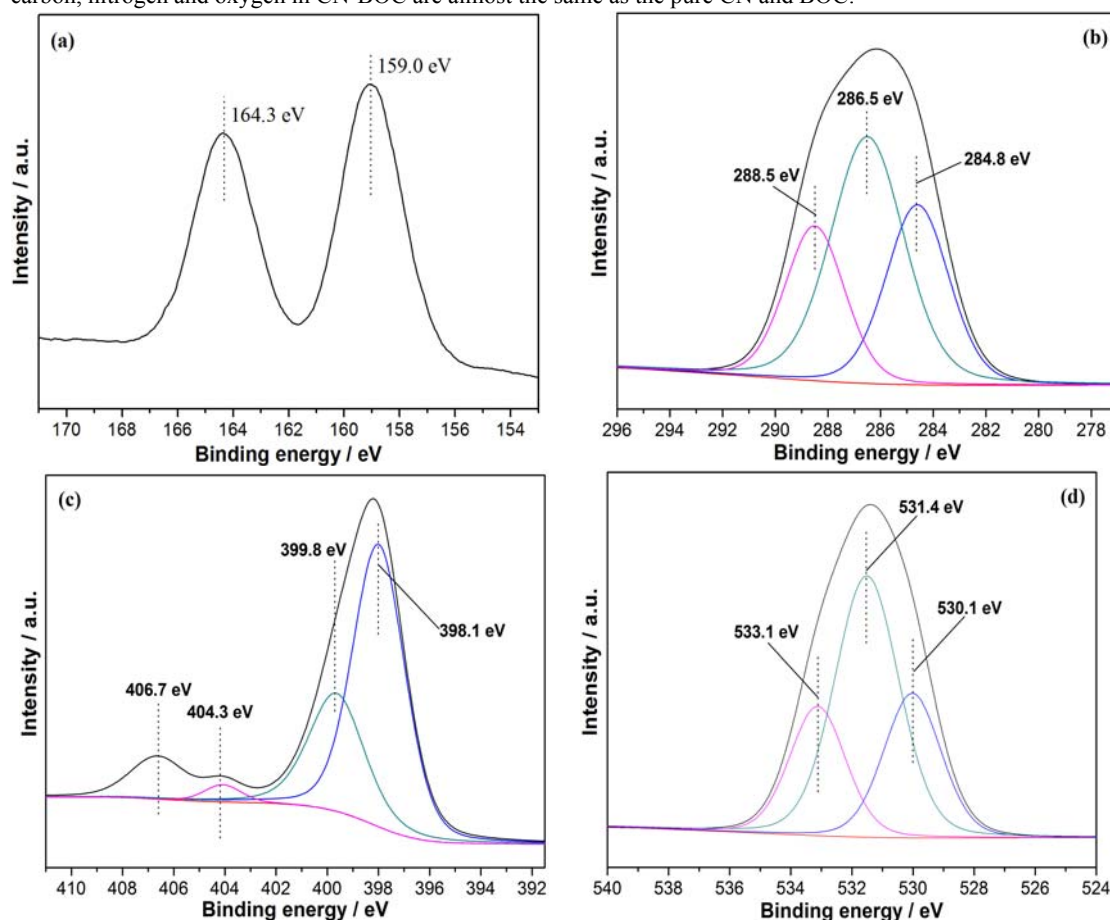 carbon, nitrogen and oxygen in CN-BOC are almost the same as the pure CN and BOC.
(a)
159.0 eV
164.3 eV
Intensity / a.u.
170 168 166 164 162 160 158 156 154
Binding energy / eV
(b)
286.5 eV
284.8 eV
288.5 eV
Intensity / a.u.
296 294 292 290 288 286 284 282 280 278
Binding energy / eV
(c)
399.8 eV
398.1 eV
406.7 eV
404.3 eV
Intensity / a.u.
410 408 406 404 402 400 398 396 394 392
Binding energy / eV
(d)
531.4 eV
530.1 eV
533.1 eV
Intensity / a.u.
540 538 536 534 532 530 528 526 524
Binding energy / eV